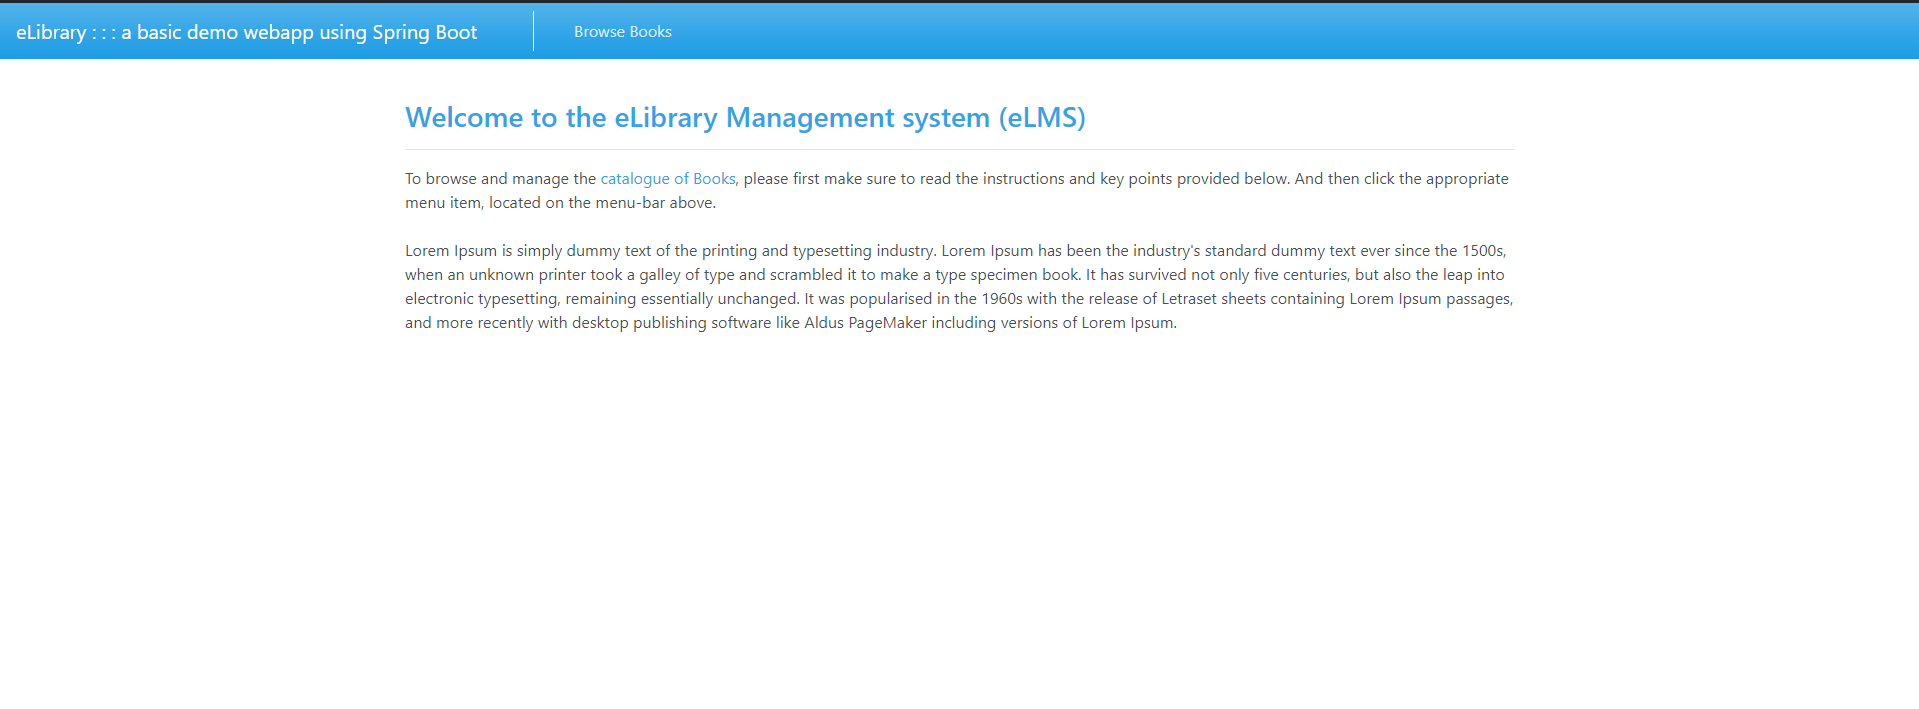 eLibrary : : : a basic demo webapp using Spring Boot
Browse Books
Welcome to the eLibrary Management system (eLMS)
To browse and manage the catalogue of Books, please first make sure to read the instructions and key points provided below. And then click the appropriate
menu item, located on the menu-bar above.
Lorem Ipsum is simply dummy text of the printing and typesetting industry. Lorem Ipsum has been the industry's standard dummy text ever since the 1500s,
when an unknown printer took a galley of type and scrambled it to make a type specimen book. It has survived not only five centuries, but also the leap into
electronic typesetting, remaining essentially unchanged. It was popularised in the 1960s with the release of Letraset sheets containing Lorem Ipsum passages,
and more recently with desktop publishing software like Aldus PageMaker including versions of Lorem Ipsum.